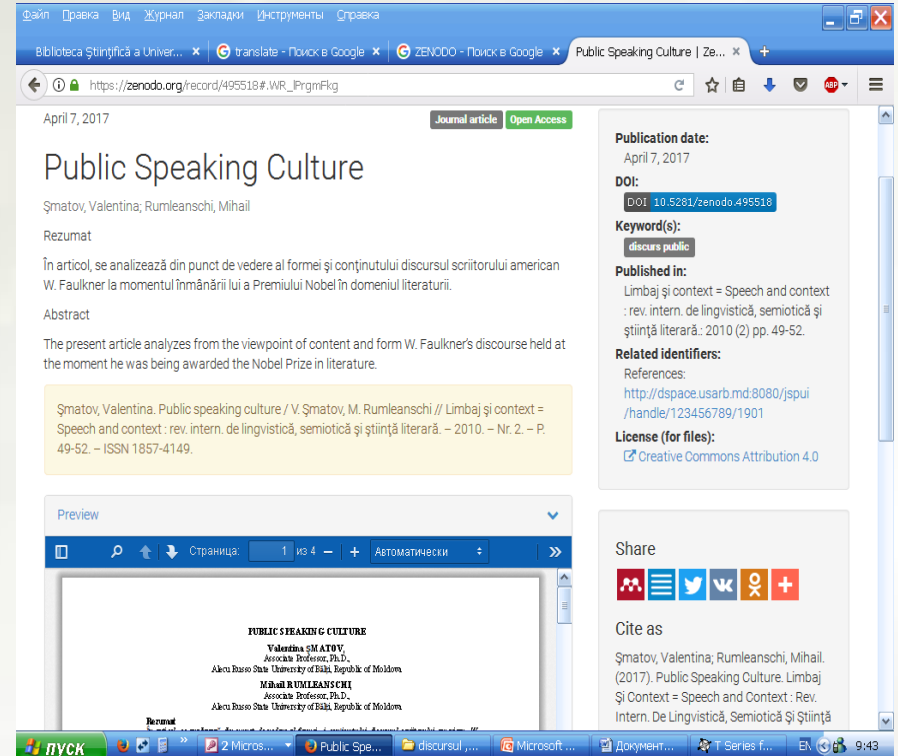 Файл Правка Вид Журнал Закладки Инструменты Справка
Biblioteca Ştiinţifică a Univer... × translate - Поиск в Google × ZENODO - Поиск в Google × Public Speaking Culture | Ze... × +
https://zenodo.org/record/495518#.WR_lPrgmFkg
ABP
April 7, 2017
Journal article Open Access
Public Speaking Culture
Şmatov, Valentina; Rumleanschi, Mihail
Rezumat
În articol, se analizează din punct de vedere al formei şi conţinutului discursul scriitorului american
W. Faulkner la momentul înmânării lui a Premiului Nobel în domeniul literaturii.
Abstract
The present article analyzes from the viewpoint of content and form W. Faulkner's discourse held at
the moment he was being awarded the Nobel Prize in literature.
Şmatov, Valentina. Public speaking culture / V. Şmatov, M. Rumleanschi // Limbaj şi context =
Speech and context : rev. intern. de lingvistică, semiotică şi ştiinţă literară. – 2010. – Nr. 2. – P.
49-52. – ISSN 1857-4149.
Preview
Страница: 1 из 4 Автоматически
PUBLIC SPEAKING CULTURE
Valentina ŞMATOV,
Associate Professor, Ph.D.,
Alecu Russo State University of Bălţi, Republic of Moldova
Mihail RUMLEANSCHI,
Associate Professor, Ph.D.,
Alecu Russo State University of Bălţi, Republic of Moldova
Rezumat
Publication date:
April 7, 2017
DOI:
DOI 10.5281/zenodo.495518
Keyword(s):
discurs public
Published in:
Limbaj şi context = Speech and context
: rev. intern. de lingvistică, semiotică şi
ştiinţă literară.: 2010 (2) pp. 49-52.
Related identifiers:
References:
http://dspace.usarb.md:8080/jspui
/handle/123456789/1901
License (for files):
Creative Commons Attribution 4.0
Share
Cite as
Şmatov, Valentina; Rumleanschi, Mihail.
(2017). Public Speaking Culture. Limbaj
Şi Context = Speech and Context : Rev.
Intern. De Lingvistică, Semiotică Şi Ştiinţă
пуск 2 Micros... Public Spe... discursul ,... Microsoft ... Документ... T Series f... EN 9:43